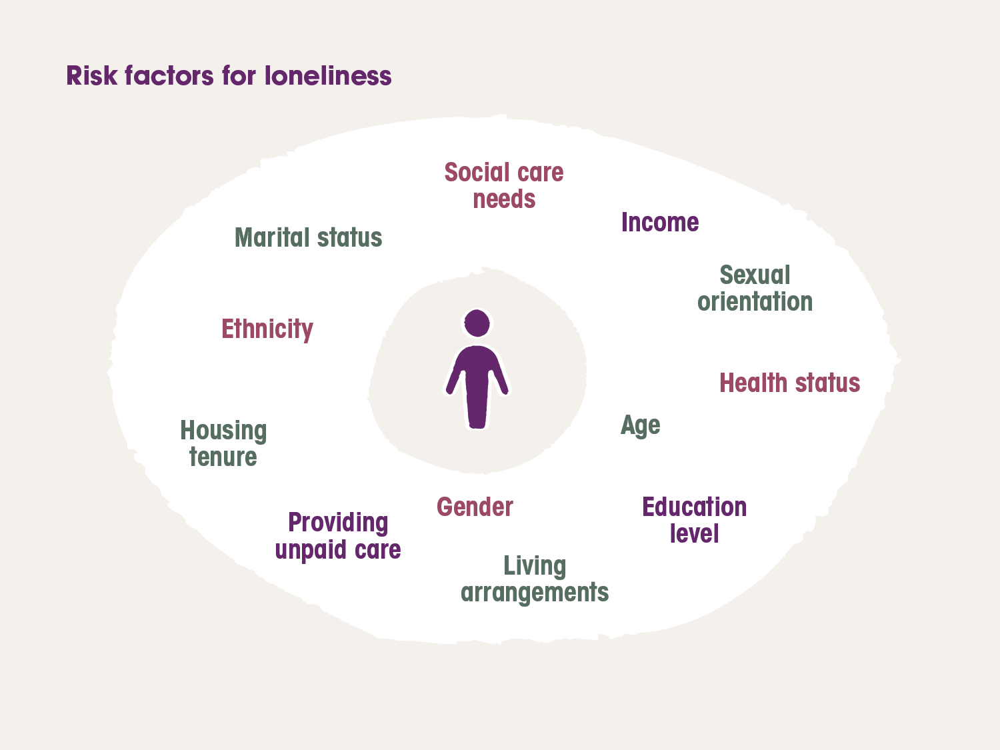 Risk factors for loneliness
Social care
needs
Income
Marital status
Sexual
orientation
Ethnicity
Health status
Age
Housing
tenure
Gender
Education
level
Providing
unpaid care
Living
arrangements